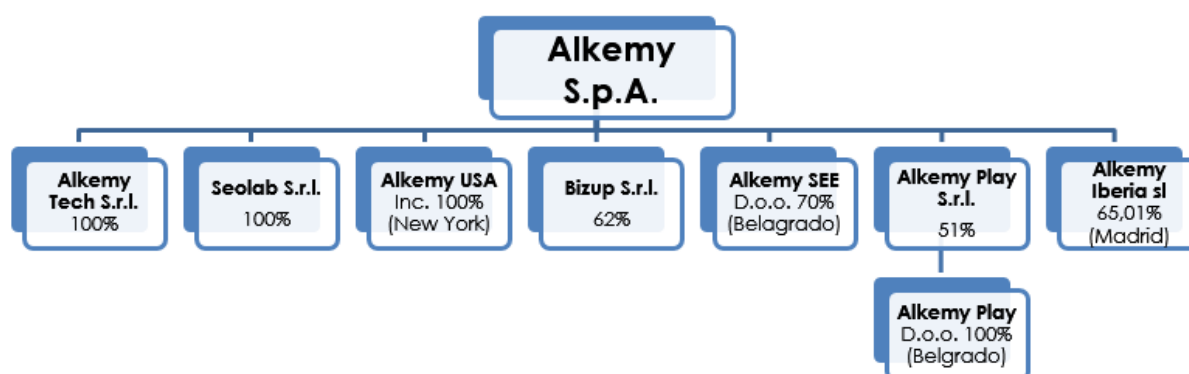 Alkemy
S.p.A.
Alkemy
Tech S.r.l.
100%
Seolab S.r.l.
100%
Alkemy USA
Inc. 100%
(New York)
Bizup S.r.l.
62%
Alkemy SEE
D.o.o. 70%
(Belagrado)
Alkemy Play
S.r.l.
51%
Alkemy
Iberia sl
65,01%
(Madrid)
Alkemy Play
D.o.o. 100%
(Belgrado)